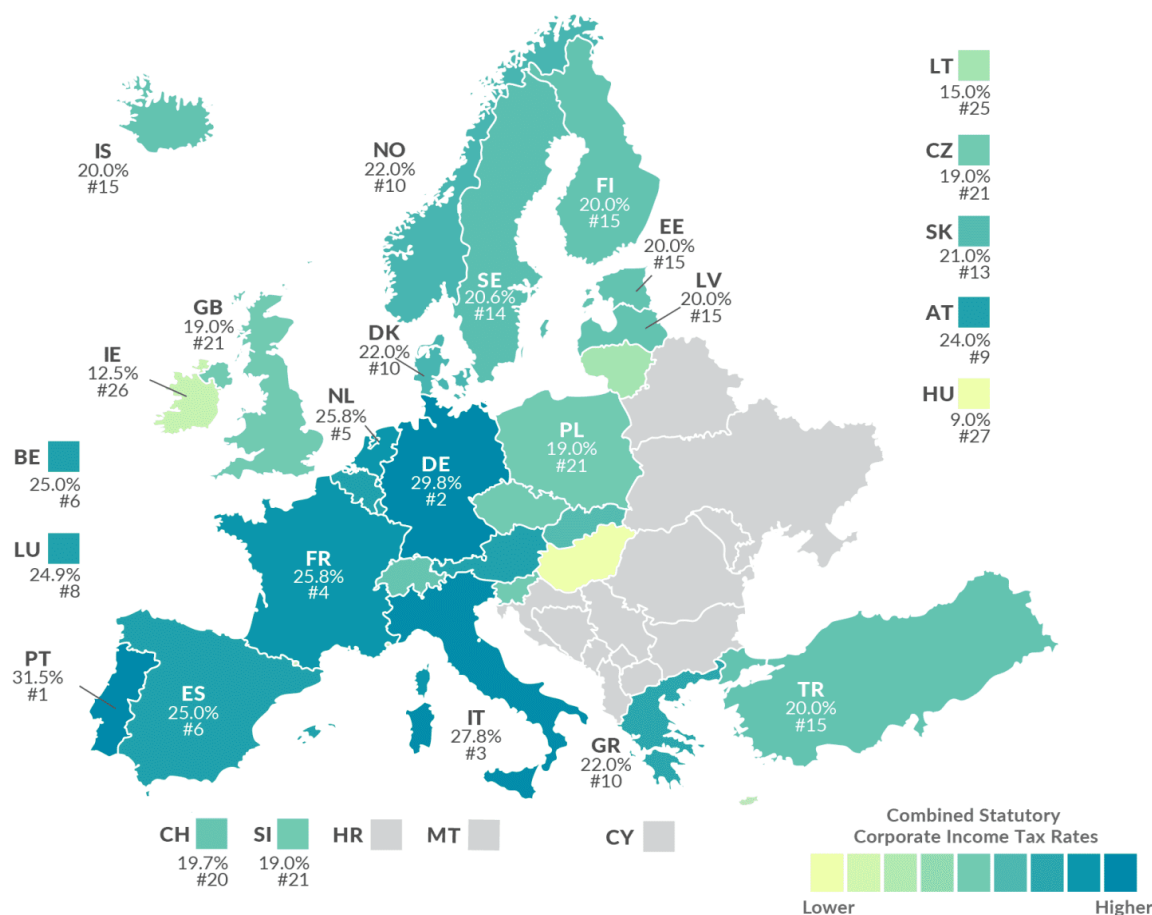 IS
20.0%
#15
NO
22.0%
#10
FI
20.0%
#15
EE
20.0%
#15
LV
20.0%
#15
SE
20.6%
#14
GB
19.0%
#21
DK
22.0%
#10
IE
12.5%
#26
NL
25.8%
#5
PL
19.0%
#21
DE
29.8%
#2
BE
25.0%
#6
LU
24.9%
#8
FR
25.8%
#4
PT
31.5%
#1
ES
25.0%
#6
IT
27.8%
#3
GR
22.0%
#10
TR
20.0%
#15
LT
15.0%
#25
CZ
19.0%
#21
SK
21.0%
#13
AT
24.0%
#9
HU
9.0%
#27
CH
19.7%
#20
SI
19.0%
#21
HR
MT
CY
Combined Statutory
Corporate Income Tax Rates
Lower Higher